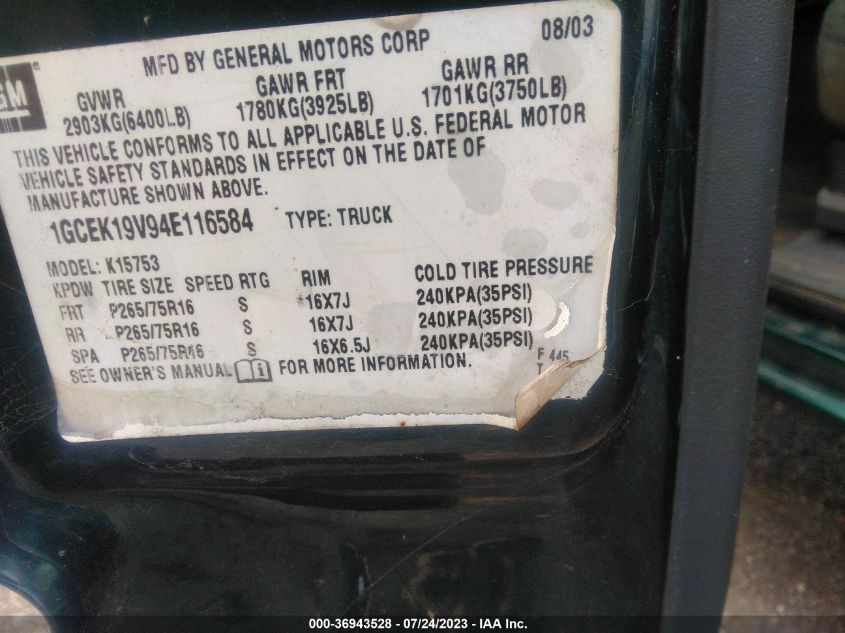 08/03
MFD BY GENERAL MOTORS CORP
GM
GVWR GAWR FRT GAWR RR
2903KG(6400LB) 1780KG(3925LB) 1701KG(3750LB)
THIS VEHICLE CONFORMS TO ALL APPLICABLE U.S. FEDERAL MOTOR
VEHICLE SAFETY STANDARDS IN EFFECT ON THE DATE OF
MANUFACTURE SHOWN ABOVE.
1GCEK19V94E116584 TYPE: TRUCK
MODEL: K15753
KPDW TIRE SIZE SPEED RTG RIM COLD TIRE PRESSURE
FRT P265/75R16 S 16X7J 240KPA(35PSI)
RR P265/75R16 S 16X7J 240KPA(35PSI)
SPA P265/75R16 S 16X6.5J 240KPA(35PSI)
SEE OWNER'S MANUAL FOR MORE INFORMATION.
F 445
T
000-36943528 - 07/24/2023 - IAA Inc.